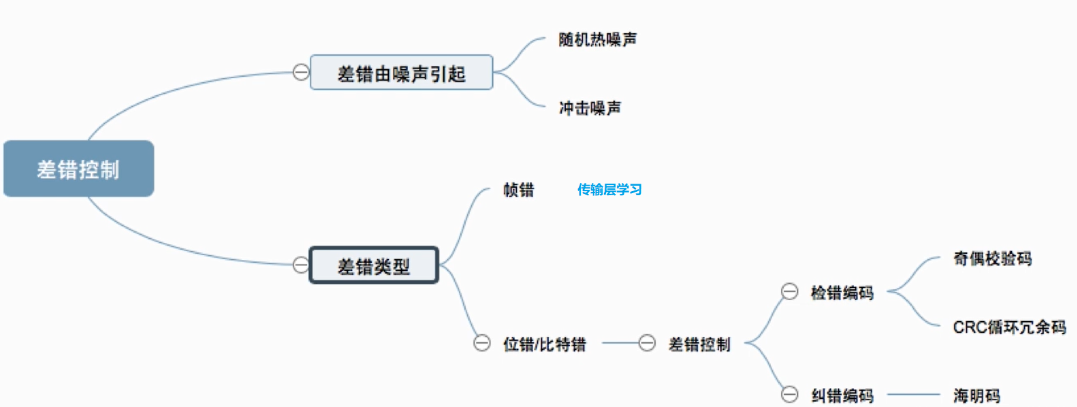 差错控制
差错由噪声引起
随机热噪声
冲击噪声
差错类型
帧错
传输层学习
位错/比特错
差错控制
检错编码
奇偶校验码
CRC循环冗余码
纠错编码
海明码